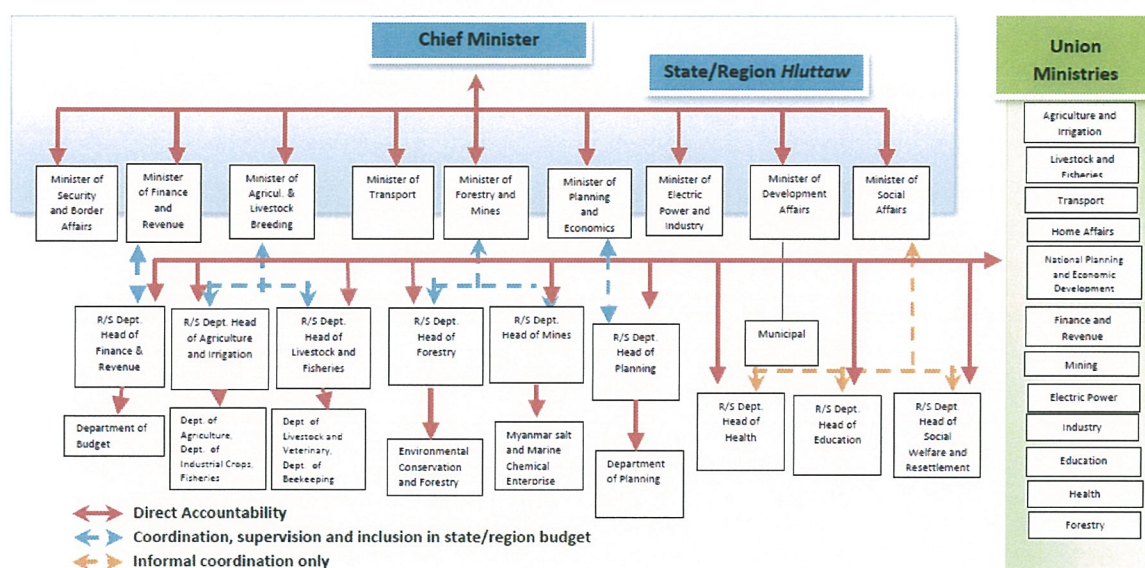 Chief Minister
State/Region Hluttaw
Union
Ministries
Minister of
Security
and Border
Affairs
Minister
of Finance
and
Revenue
Minister of
Agricul. &
Livestock
Breeding
Minister of
Transport
Minister of
Forestry and
Mines
Minister of
Planning
and
Economics
Minister of
Electric
Power and
Industry
Minister of
Development
Affairs
Minister of
Social
Affairs
R/S Dept.
Head of
Finance &
Revenue
R/S Dept. Head
of Agriculture
and Irrigation
R/S Dept.
Head of
Livestock and
Fisheries
R/S Dept.
Head of
Forestry
R/S Dept.
Head of Mines
R/S Dept.
Head of
Planning
Municipal
R/S Dept.
Head of
Health
R/S Dept.
Head of
Education
R/S Dept.
Head of
Social
Welfare and
Resettlement
Department of
Budget
Dept. of
Agriculture,
Dept. of
Industrial Crops,
Fisheries
Dept of
Livestock and
Veterinary,
Dept. of
Beekeeping
Environmental
Conservation
and Forestry
Myanmar salt
and Marine
Chemical
Enterprise
Department
of Planning
Direct Accountability
Coordination, supervision and inclusion in state/region budget
Informal coordination only
Agriculture and
Irrigation
Livestock and
Fisheries
Transport
Home Affairs
National Planning
and Economic
Development
Finance and
Revenue
Mining
Electric Power
Industry
Education
Health
Forestry